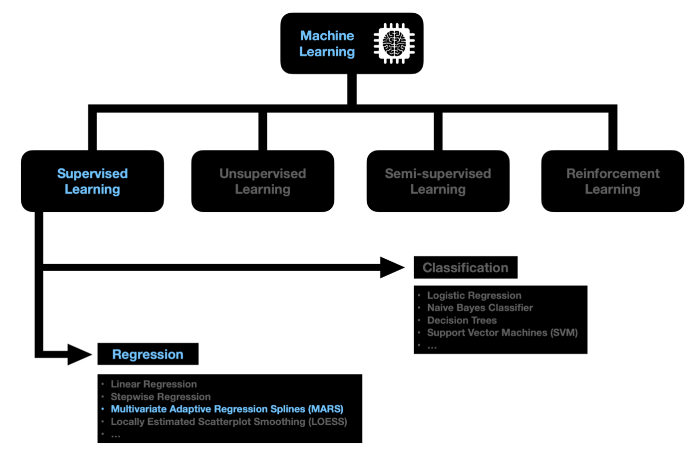 Machine
Learning
Supervised
Learning
Unsupervised
Learning
Semi-supervised
Learning
Reinforcement
Learning
Classification
• Logistic Regression
• Naive Bayes Classifier
• Decision Trees
• Support Vector Machines (SVM)
• ...
Regression
• Linear Regression
• Stepwise Regression
• Multivariate Adaptive Regression Splines (MARS)
• Locally Estimated Scatterplot Smoothing (LOESS)
• ...